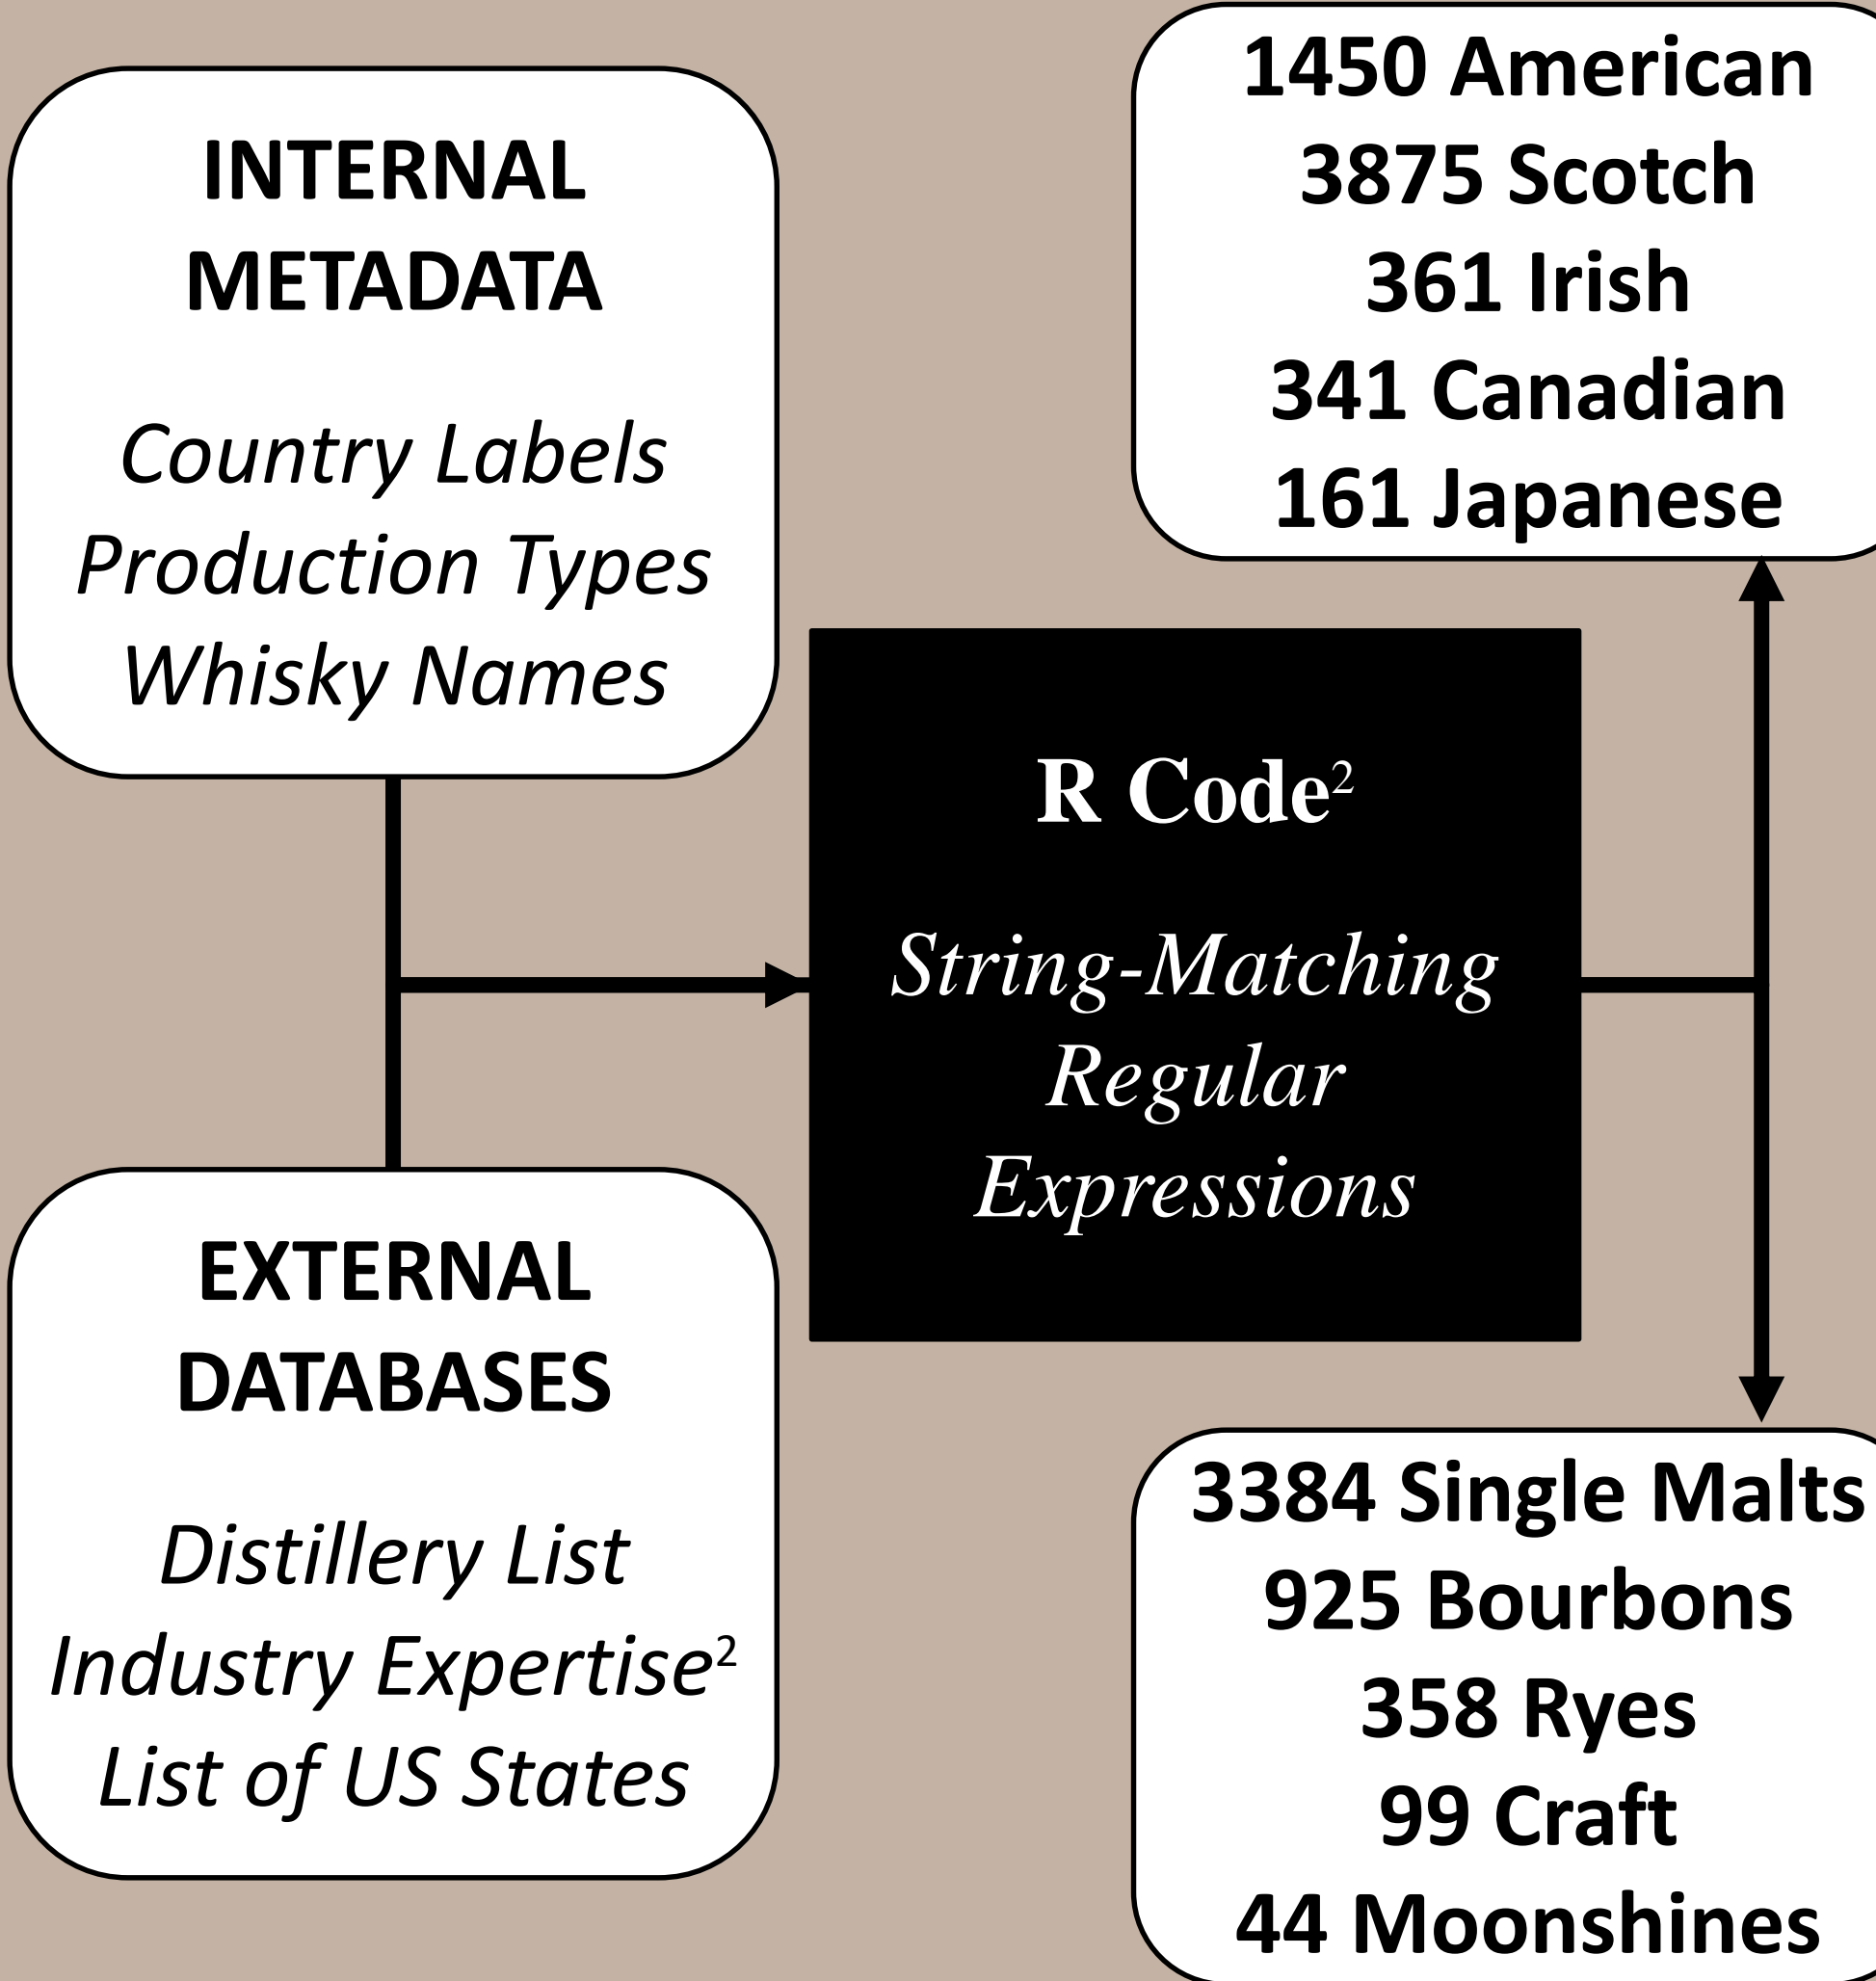 INTERNAL
METADATA
Country Labels
Production Types
Whisky Names
EXTERNAL
DATABASES
Distillery List
Industry Expertise²
List of US States
R Code²
String-Matching
Regular
Expressions
1450 American
3875 Scotch
361 Irish
341 Canadian
161 Japanese
3384 Single Malts
925 Bourbons
358 Ryes
99 Craft
44 Moonshines